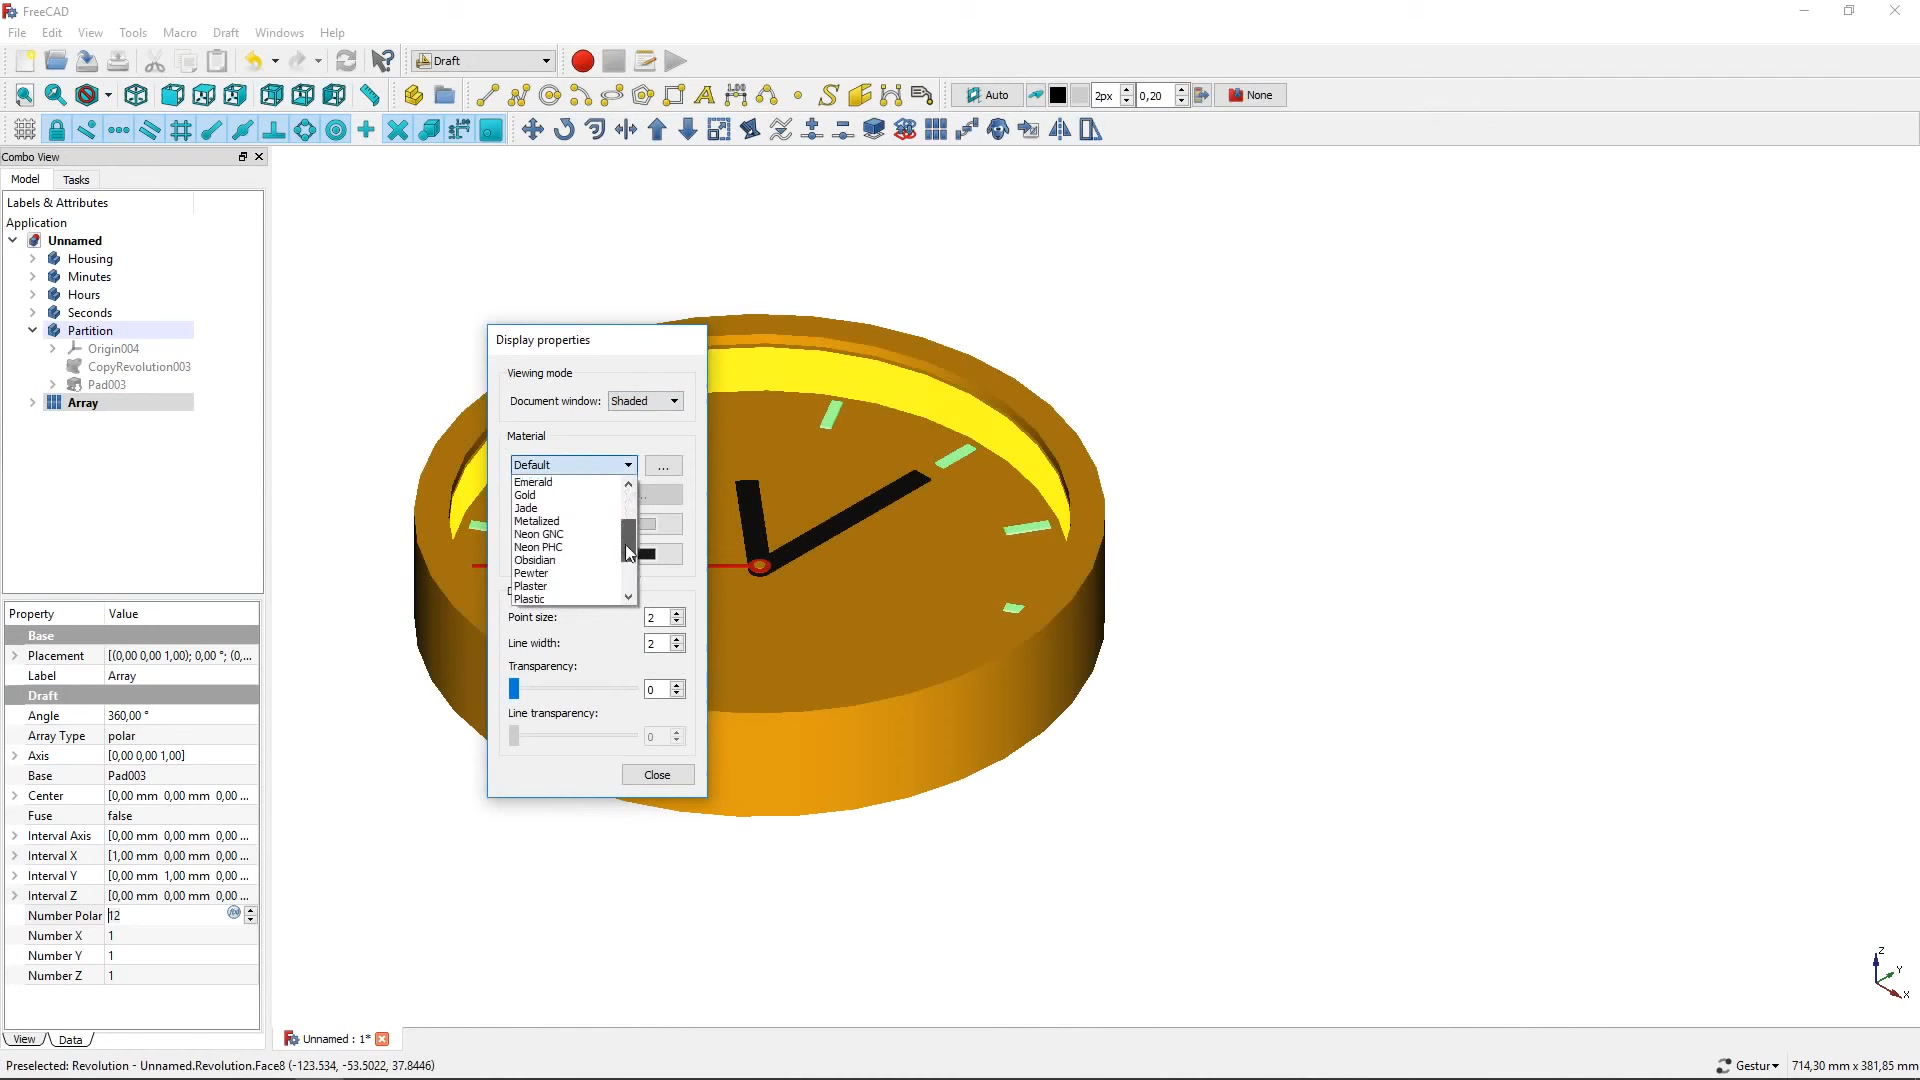 FreeCAD
File Edit View Tools Macro Draft Windows Help
Draft
Auto 2px 0,20 None
Combo View
Model Tasks
Labels & Attributes
Application
Unnamed
Housing
Minutes
Hours
Seconds
Partition
Origin004
CopyRevolution003
Pad003
Array
Display properties
Viewing mode
Document window: Shaded
Material
Default ...
Emerald
Gold
Jade
Metalized
Neon GNC
Neon PHC
Obsidian
Pewter
Plaster
Plastic
Point size: 2
Line width: 2
Transparency:
0
Line transparency:
0
Close
Property Value
Base
Placement [(0,00 0,00 1,00); 0,00 °; (0,...
Label Array
Draft
Angle 360,00 °
Array Type polar
Axis [0,00 0,00 1,00]
Base Pad003
Center [0,00 mm 0,00 mm 0,00 ...
Fuse false
Interval Axis [0,00 mm 0,00 mm 0,00 ...
Interval X [1,00 mm 0,00 mm 0,00 ...
Interval Y [0,00 mm 1,00 mm 0,00 ...
Interval Z [0,00 mm 0,00 mm 0,00 ...
Number Polar 12
Number X 1
Number Y 1
Number Z 1
Z
Y
X
View Data
Unnamed : 1*
Preselected: Revolution - Unnamed.Revolution.Face8 (-123.534, -53.5022, 37.8446) Gestur 714,30 mm x 381,85 mm